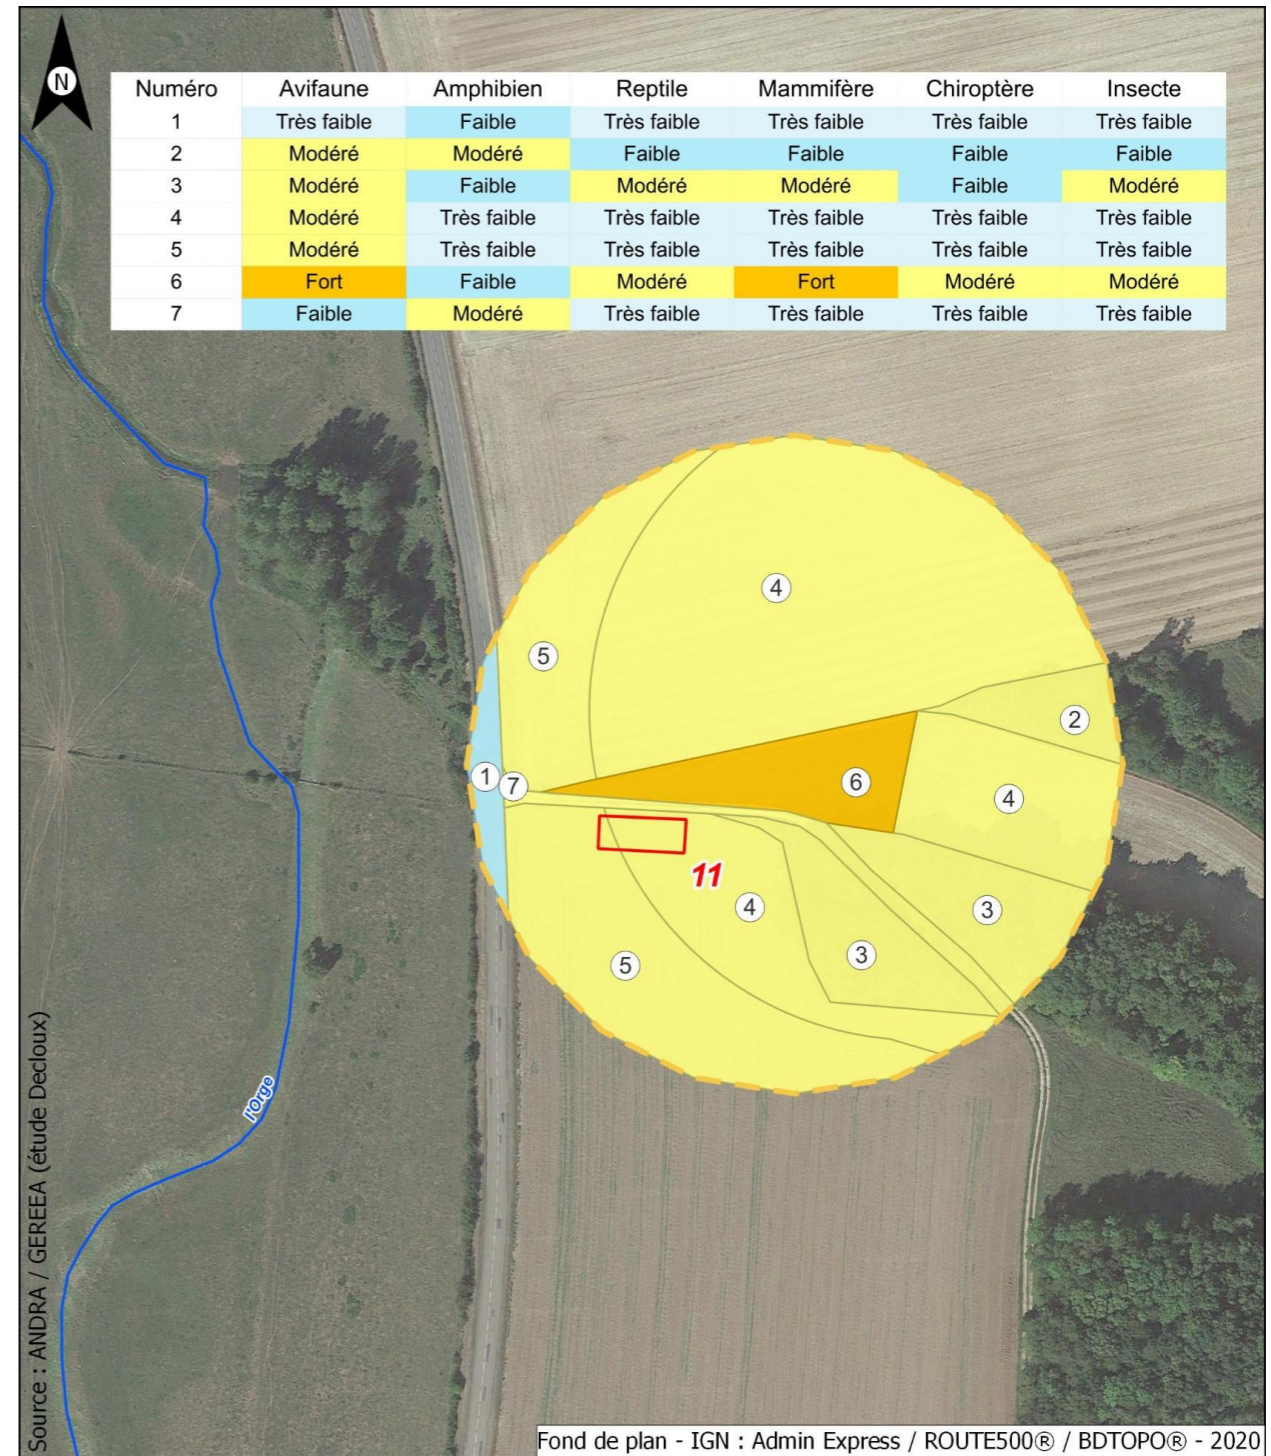 N
Numéro Avifaune Amphibien Reptile Mammifère Chiroptère Insecte
1 Très faible Faible Très faible Très faible Très faible Très faible
2 Modéré Modéré Faible Faible Faible Faible
3 Modéré Faible Modéré Modéré Faible Modéré
4 Modéré Très faible Très faible Très faible Très faible Très faible
5 Modéré Très faible Très faible Très faible Très faible Très faible
6 Fort Faible Modéré Fort Modéré Modéré
7 Faible Modéré Très faible Très faible Très faible Très faible
4
5
2
1
7
6
4
11
4
3
3
5
l'Orge
Source : ANDRA / GEREEA (étude Decloux)
Fond de plan - IGN : Admin Express / ROUTE500® / BDTOPO® - 2020